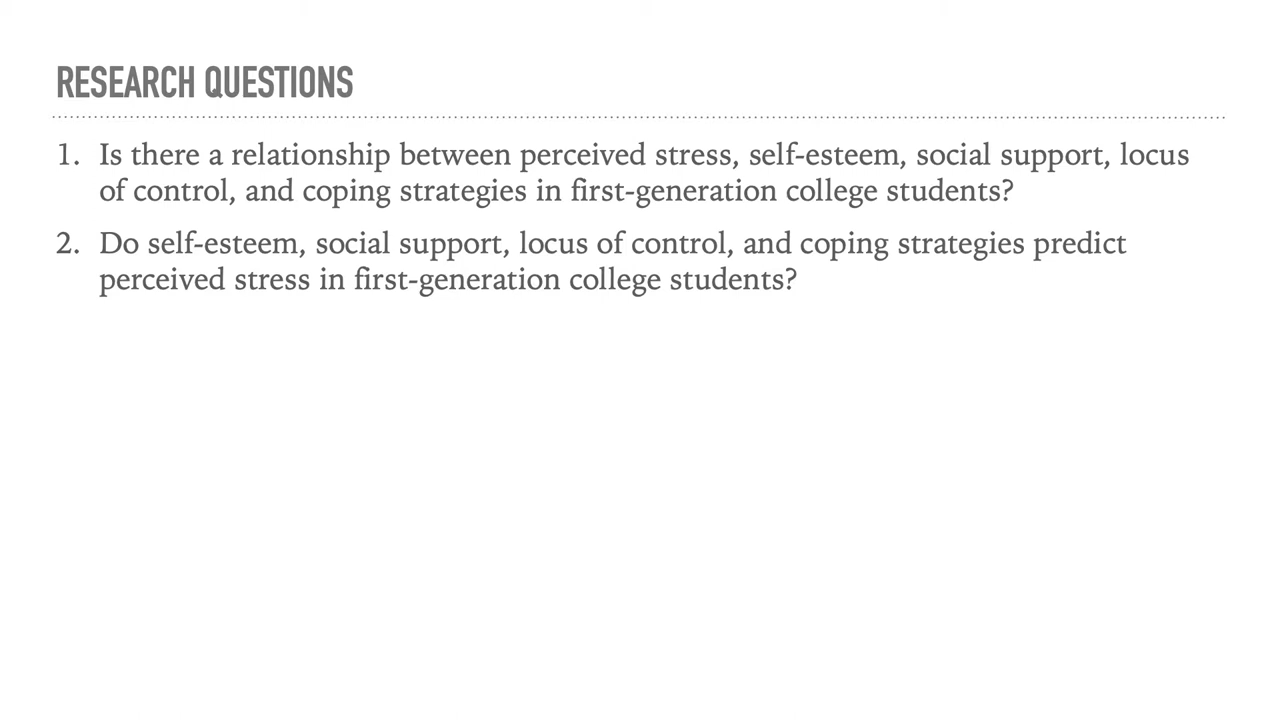 RESEARCH QUESTIONS
1. Is there a relationship between perceived stress, self-esteem, social support, locus
of control, and coping strategies in first-generation college students?
2. Do self-esteem, social support, locus of control, and coping strategies predict
perceived stress in first-generation college students?